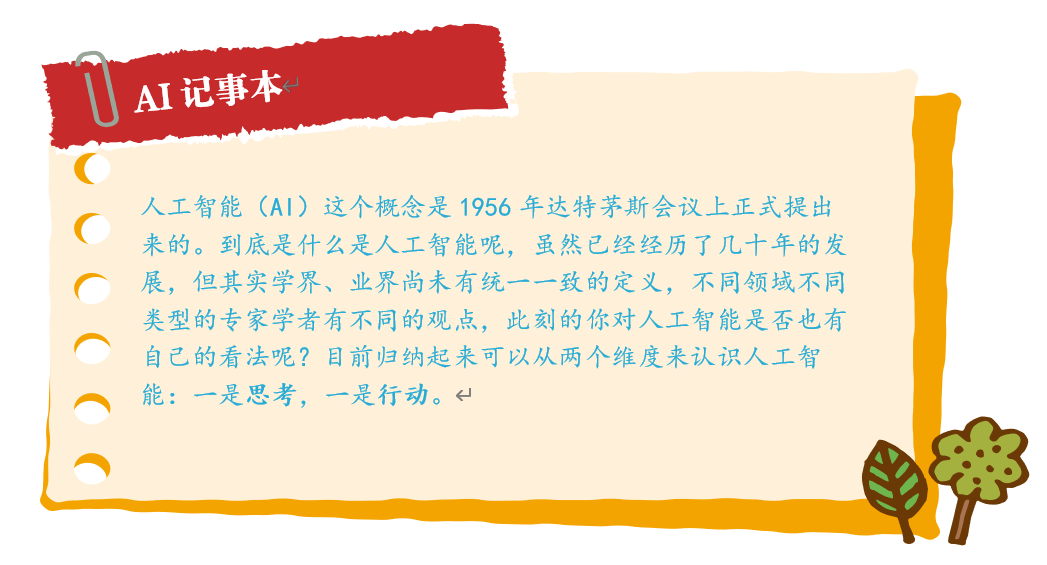 AI 记事本
人工智能（AI）这个概念是 1956 年达特茅斯会议上正式提出
来的。到底是什么是人工智能呢，虽然已经经历了几十年的发
展，但其实学界、业界尚未有统一一致的定义，不同领域不同
类型的专家学者有不同的观点，此刻的你对人工智能是否也有
自己的看法呢？目前归纳起来可以从两个维度来认识人工智
能：一是思考，一是行动。